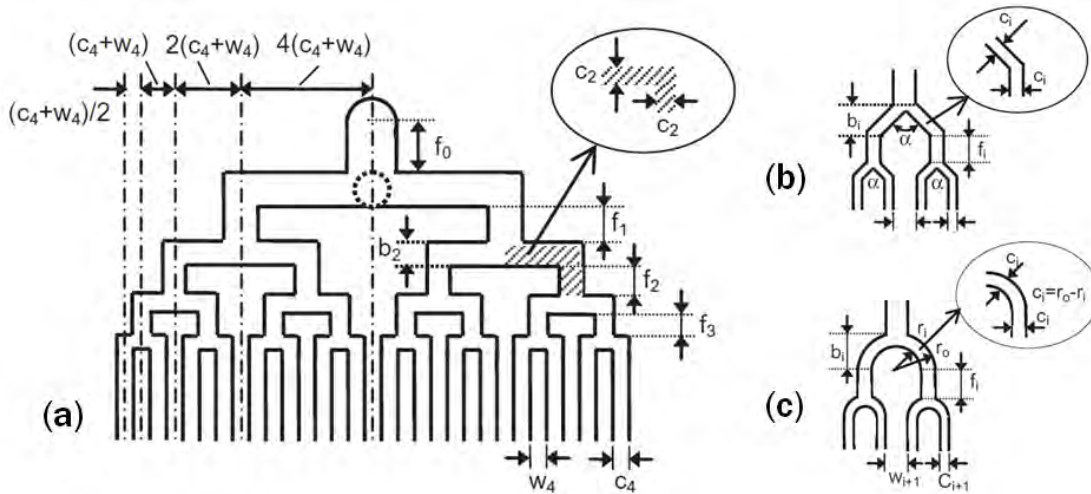 (c₄+w₄) 2(c₄+w₄) 4(c₄+w₄)
(c₄+w₄)/2
f₀
c₂
c₂
b₂
f₁
f₂
f₃
w₄
c₄
(a)
cᵢ
cᵢ
bᵢ
α
fᵢ
α
α
(b)
cᵢ
cᵢ=rₒ-rᵢ
cᵢ
rᵢ
rₒ
bᵢ
fᵢ
wᵢ₊₁
Cᵢ₊₁
(c)